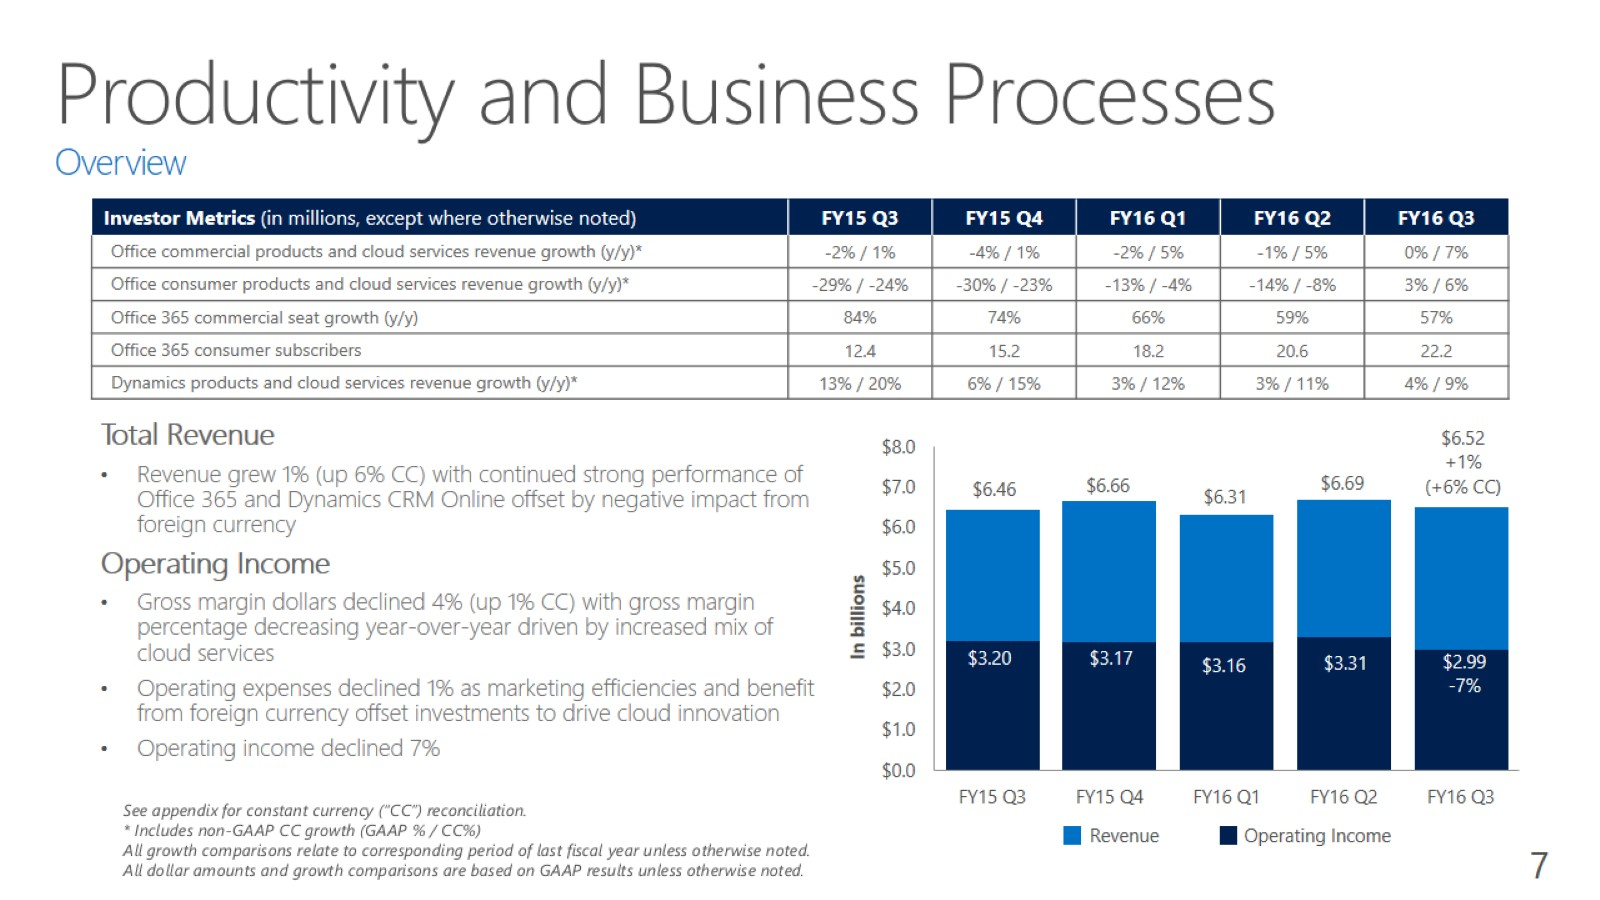 Productivity and Business Processes
Overview
Investor Metrics (in millions, except where otherwise noted) FY15 Q3 FY15 Q4 FY16 Q1 FY16 Q2 FY16 Q3
Office commercial products and cloud services revenue growth (y/y)* -2% / 1% -4% / 1% -2% / 5% -1% / 5% 0% / 7%
Office consumer products and cloud services revenue growth (y/y)* -29% / -24% -30% / -23% -13% / -4% -14% / -8% 3% / 6%
Office 365 commercial seat growth (y/y) 84% 74% 66% 59% 57%
Office 365 consumer subscribers 12.4 15.2 18.2 20.6 22.2
Dynamics products and cloud services revenue growth (y/y)* 13% / 20% 6% / 15% 3% / 12% 3% / 11% 4% / 9%
Total Revenue
• Revenue grew 1% (up 6% CC) with continued strong performance of
Office 365 and Dynamics CRM Online offset by negative impact from
foreign currency
Operating Income
• Gross margin dollars declined 4% (up 1% CC) with gross margin
percentage decreasing year-over-year driven by increased mix of
cloud services
• Operating expenses declined 1% as marketing efficiencies and benefit
from foreign currency offset investments to drive cloud innovation
• Operating income declined 7%
See appendix for constant currency ("CC") reconciliation.
* Includes non-GAAP CC growth (GAAP % / CC%)
All growth comparisons relate to corresponding period of last fiscal year unless otherwise noted.
All dollar amounts and growth comparisons are based on GAAP results unless otherwise noted.
In billions
$8.0
$7.0
$6.0
$5.0
$4.0
$3.0
$2.0
$1.0
$0.0
$6.46 $6.66 $6.31 $6.69 $6.52
+1%
(+6% CC)
$3.20 $3.17 $3.16 $3.31 $2.99
-7%
FY15 Q3 FY15 Q4 FY16 Q1 FY16 Q2 FY16 Q3
Revenue Operating Income
7